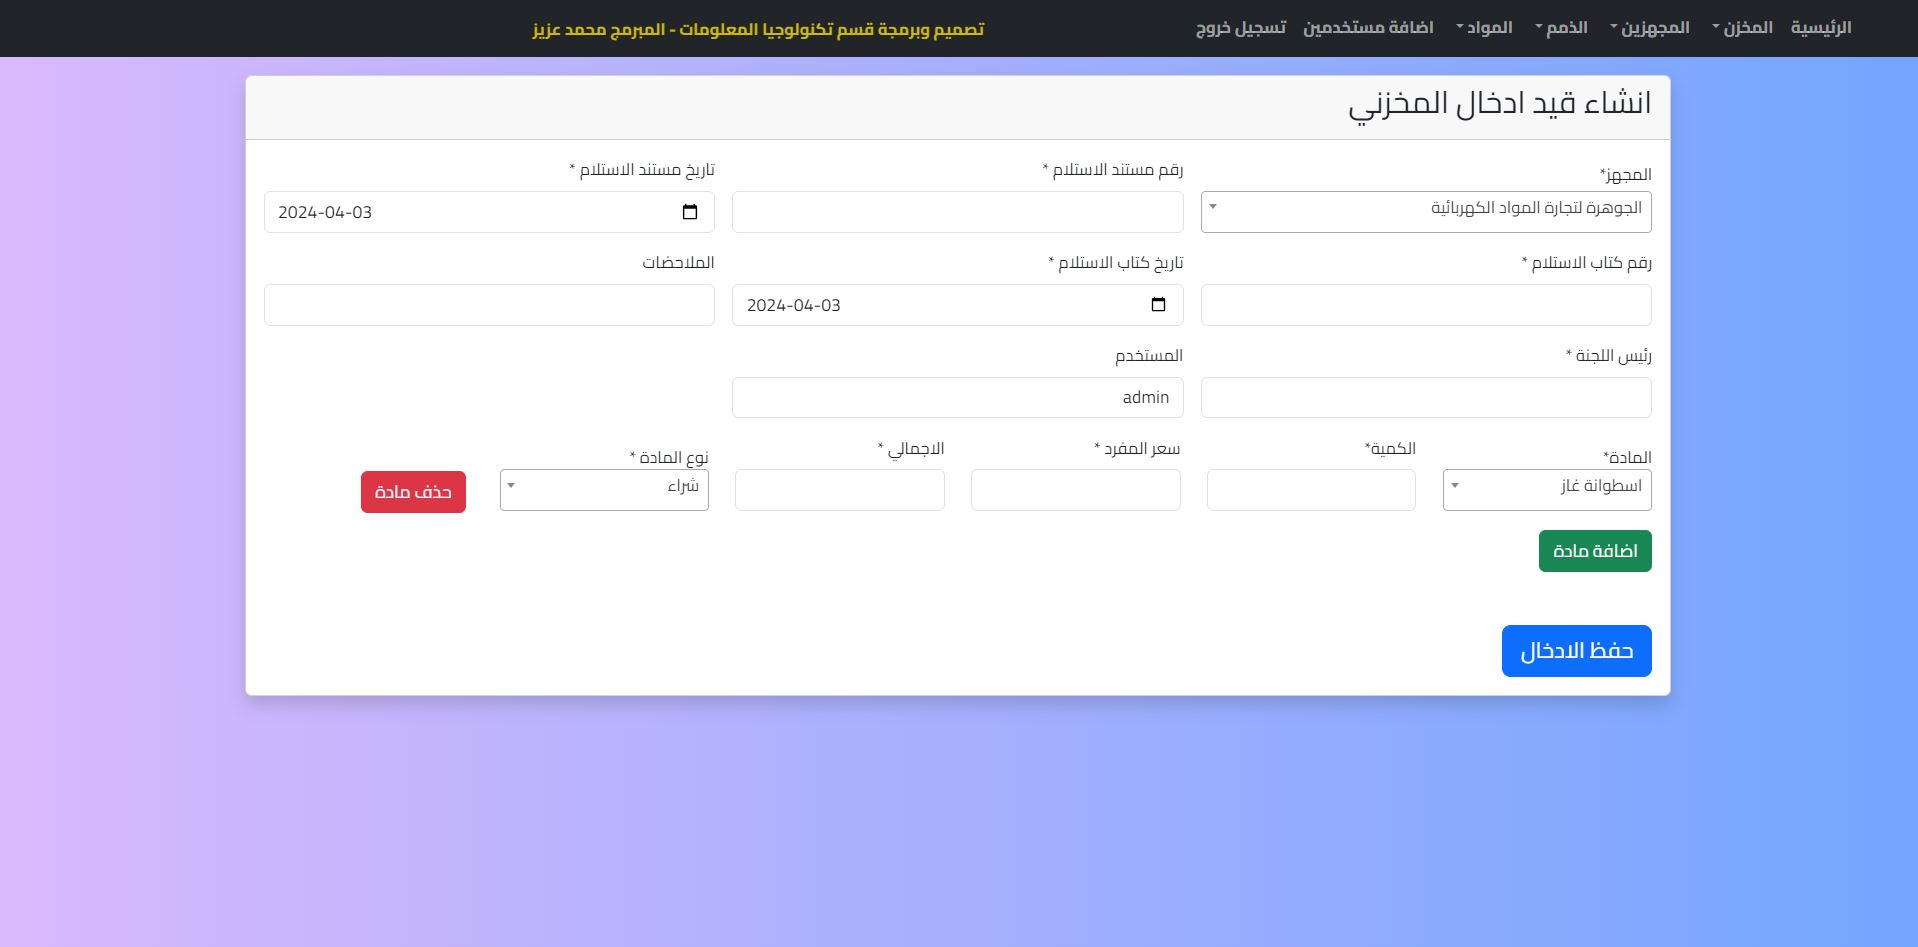 الرئيسية المخزن المجهزين الذمم المواد اضافة مستخدمين تسجيل خروج تصميم وبرمجة قسم تكنولوجيا المعلومات - المبرمج محمد عزيز
انشاء قيد ادخال المخزني
المجهز* رقم مستند الاستلام * تاريخ مستند الاستلام *
الجوهرة لتجارة المواد الكهربائية 2024-04-03
رقم كتاب الاستلام * تاريخ كتاب الاستلام * الملاحضات
2024-04-03
رئيس اللجنة * المستخدم
admin
المادة* الكمية* سعر المفرد * الاجمالي * نوع المادة *
اسطوانة غاز شراء حذف مادة
اضافة مادة
حفظ الادخال